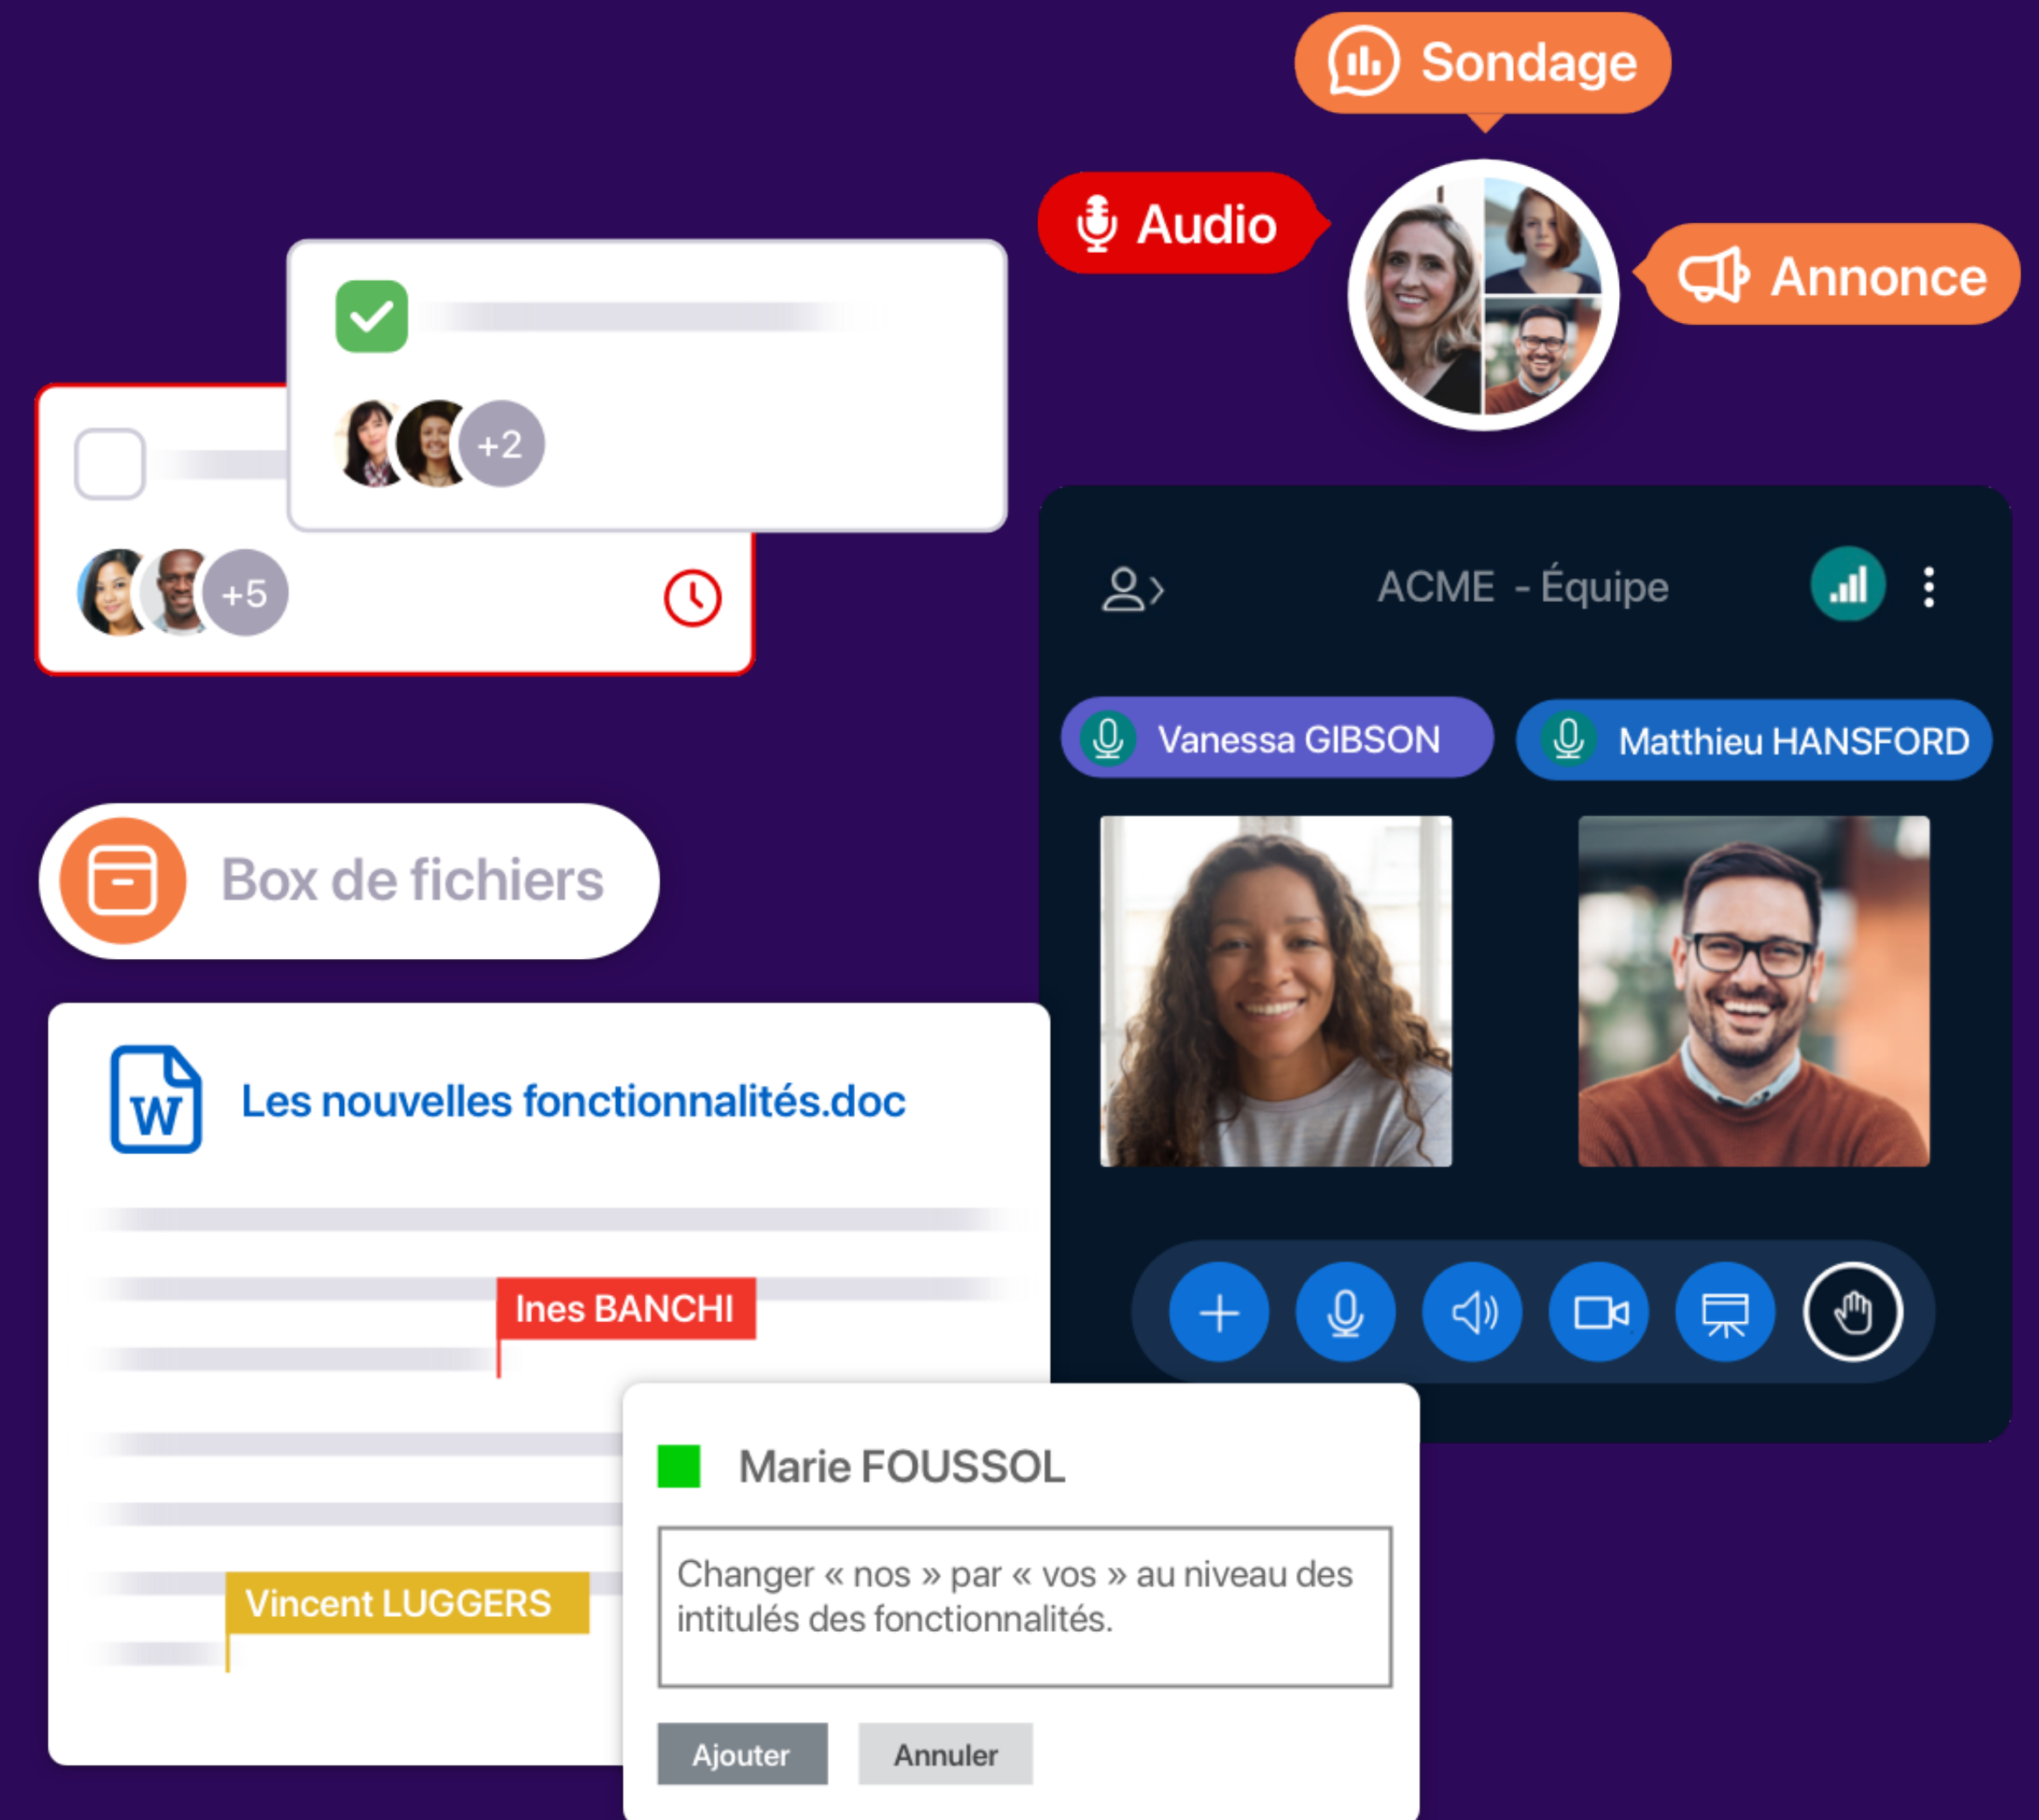 Sondage
Audio
Annonce
+2
+5
ACME - Équipe
Vanessa GIBSON
Matthieu HANSFORD
Box de fichiers
W
Les nouvelles fonctionnalités.doc
Ines BANCHI
Vincent LUGGERS
Marie FOUSSOL
Changer « nos » par « vos » au niveau des
intitulés des fonctionnalités.
Ajouter
Annuler